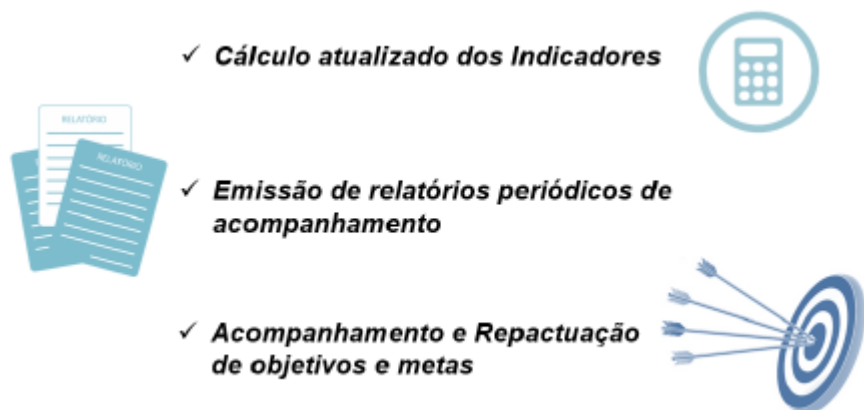 ✓ Cálculo atualizado dos Indicadores
RELATÓRIO
RELATÓRIO
✓ Emissão de relatórios periódicos de
acompanhamento
✓ Acompanhamento e Repactuação
de objetivos e metas